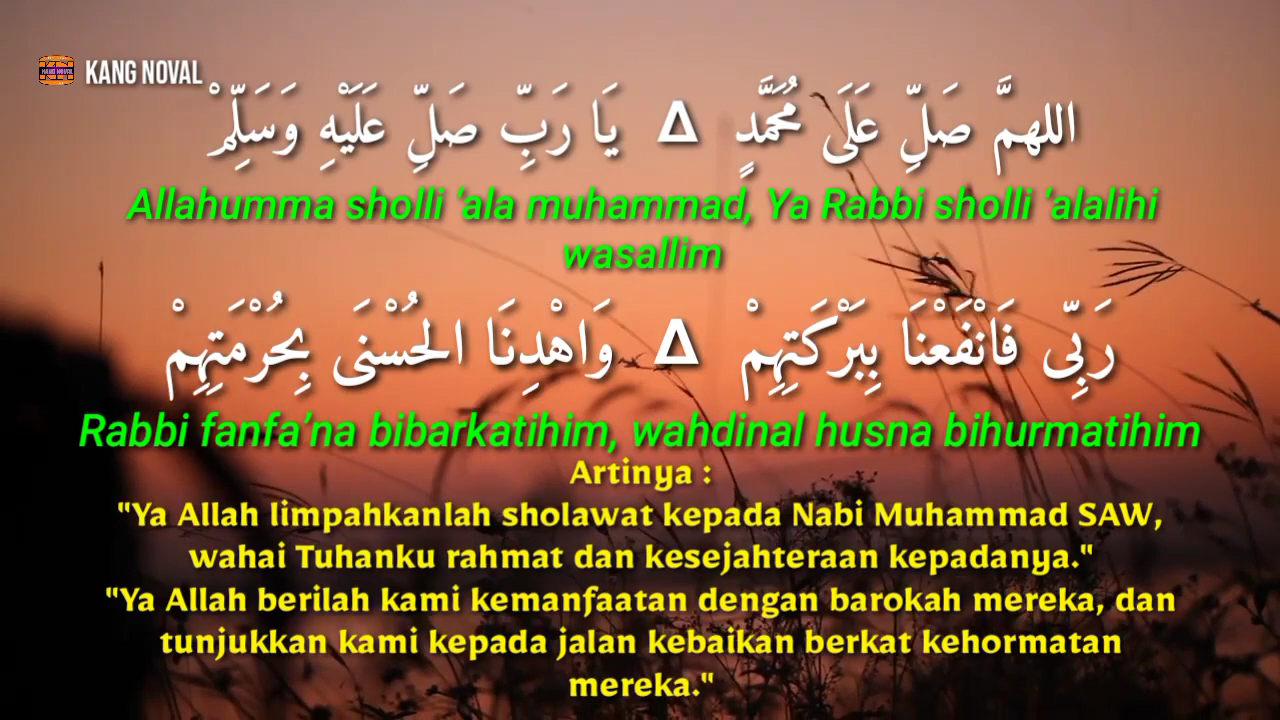 KANG NOVAL
اللهمَّ صَلِّ عَلَى مُحَمَّدٍ ∆ يَا رَبِّ صَلِّ عَلَيْهِ وَسَلِّمْ
Allahumma sholli ‘ala muhammad, Ya Rabbi sholli ‘alalihi
wasallim
رَبِّى فَانْفَعْنَا بِبَرْكَتِهِمْ ∆ وَاهْدِنَا الحُسْنَى بِحُرْمَتِهِمْ
Rabbi fanfa’na bibarkatihim, wahdinal husna bihurmatihim
Artinya :
"Ya Allah limpahkanlah sholawat kepada Nabi Muhammad SAW,
wahai Tuhanku rahmat dan kesejahteraan kepadanya."
"Ya Allah berilah kami kemanfaatan dengan barokah mereka, dan
tunjukkan kami kepada jalan kebaikan berkat kehormatan
mereka."